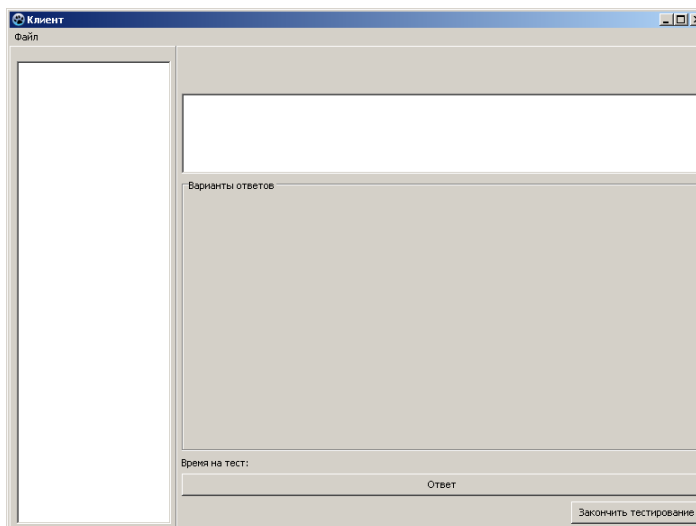 Клиент
Файл
Варианты ответов
Время на тест:
Ответ
Закончить тестирование